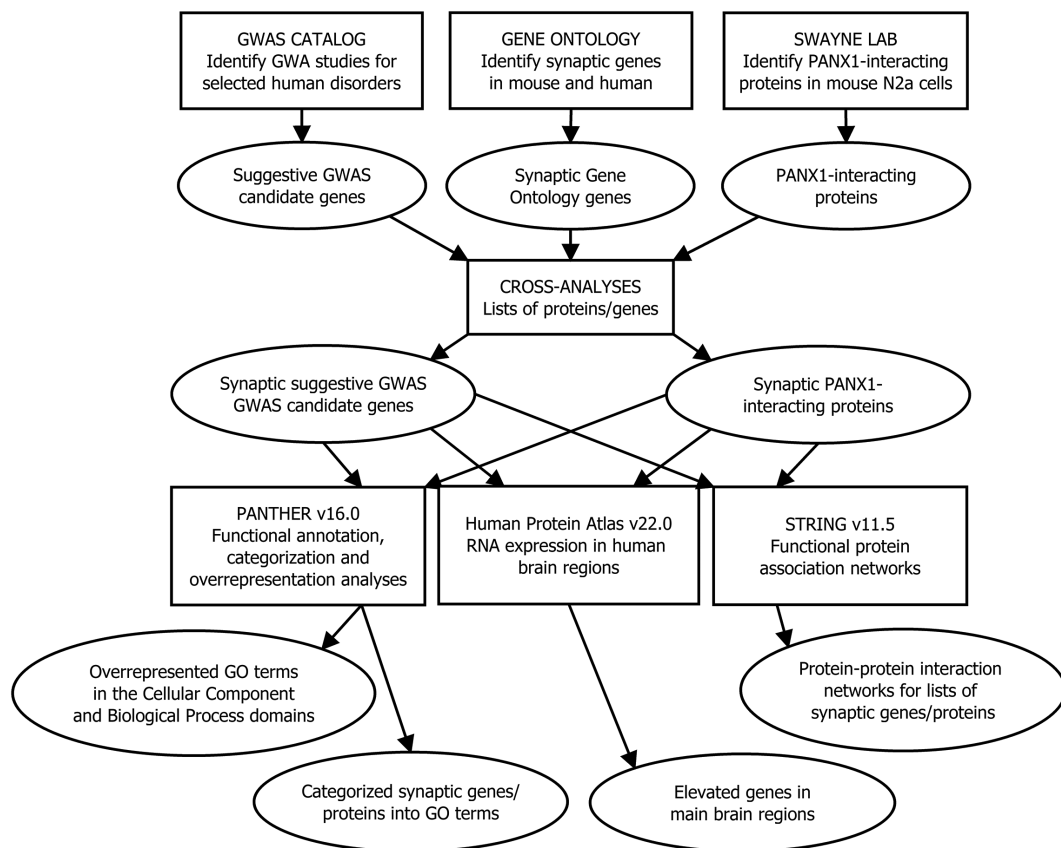 GWAS CATALOG
Identify GWA studies for
selected human disorders
GENE ONTOLOGY
Identify synaptic genes
in mouse and human
SWAYNE LAB
Identify PANX1-interacting
proteins in mouse N2a cells
Suggestive GWAS
candidate genes
Synaptic Gene
Ontology genes
PANX1-interacting
proteins
CROSS-ANALYSES
Lists of proteins/genes
Synaptic suggestive GWAS
GWAS candidate genes
Synaptic PANX1-
interacting proteins
PANTHER v16.0
Functional annotation,
categorization and
overrepresentation analyses
Human Protein Atlas v22.0
RNA expression in human
brain regions
STRING v11.5
Functional protein
association networks
Overrepresented GO terms
in the Cellular Component
and Biological Process domains
Protein-protein interaction
networks for lists of
synaptic genes/proteins
Categorized synaptic genes/
proteins into GO terms
Elevated genes in
main brain regions